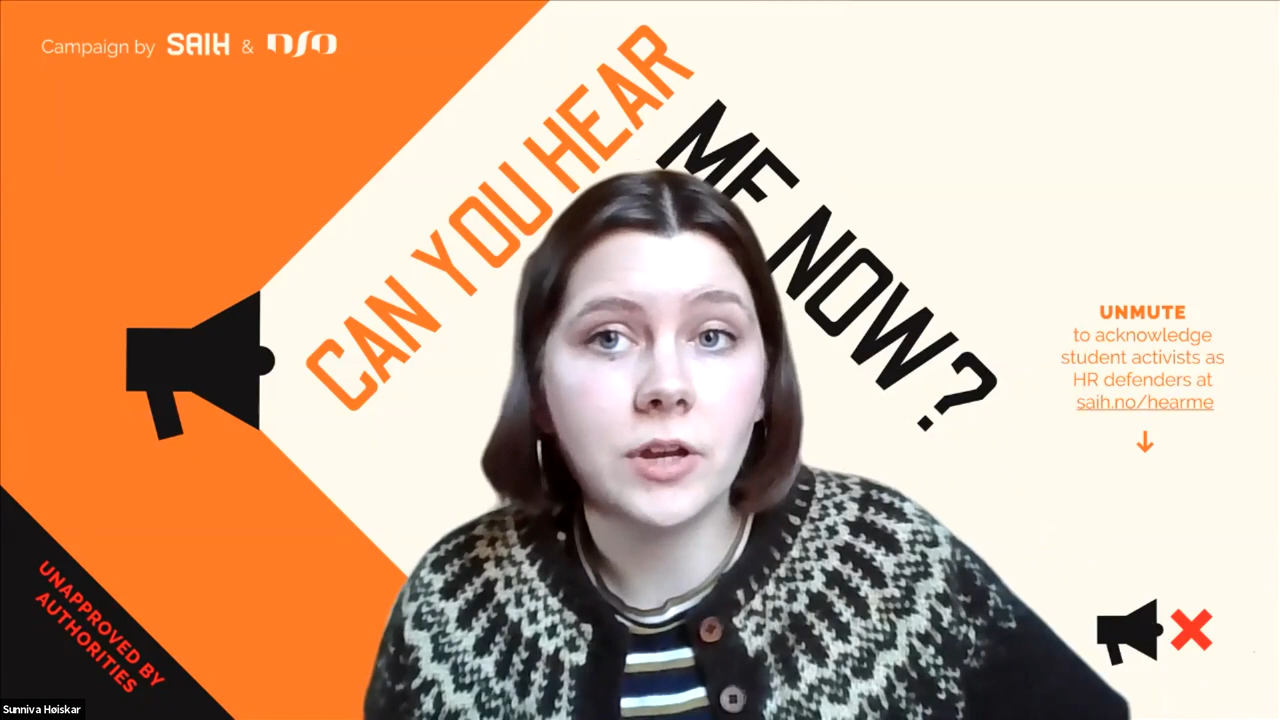 Campaign by SAIH & nso
CAN YOU HEAR
ME NOW?
UNMUTE
to acknowledge
student activists as
HR defenders at
saih.no/hearme
UNAPPROVED BY
AUTHORITIES
Sunniva Høiskar